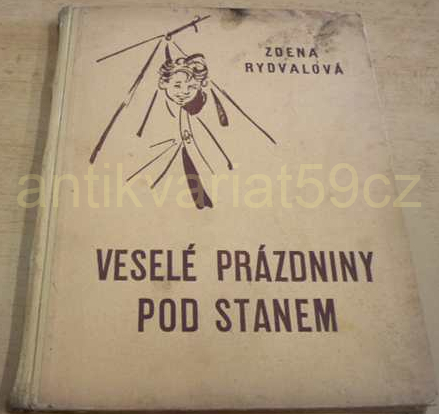 ZDENA
RYDVALOVÁ
antikvariat59cz
VESELÉ PRÁZDNINY
POD STANEM